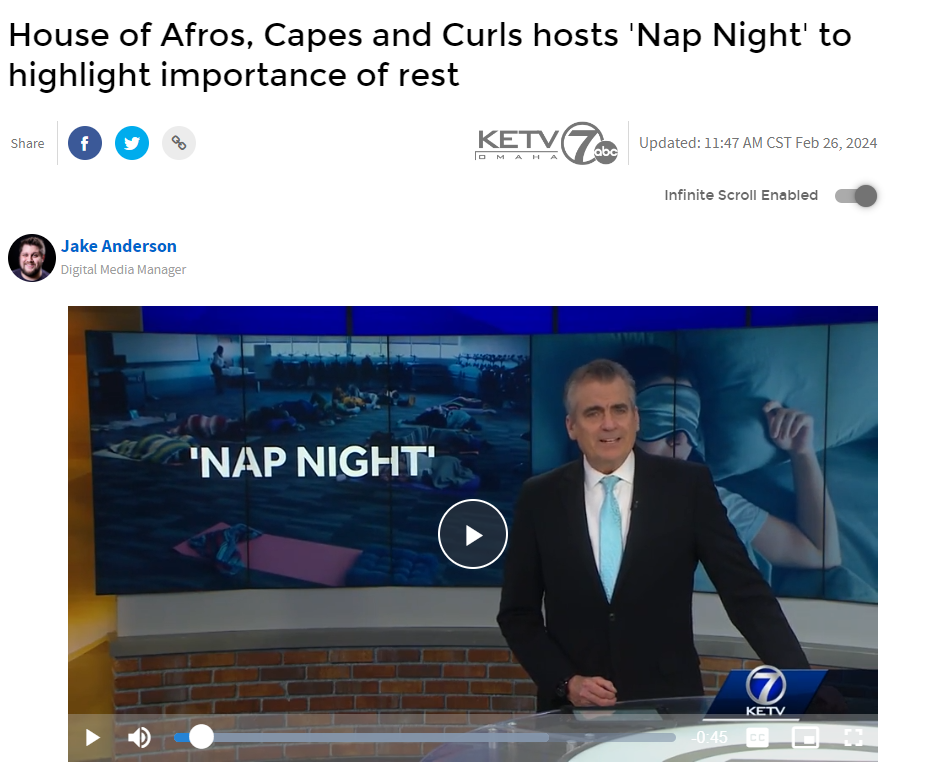 House of Afros, Capes and Curls hosts 'Nap Night' to
highlight importance of rest
Share
f
KETV 7 abc
OMAHA
Updated: 11:47 AM CST Feb 26, 2024
Infinite Scroll Enabled
Jake Anderson
Digital Media Manager
'NAP NIGHT'
7
KETV
-0:45
CC